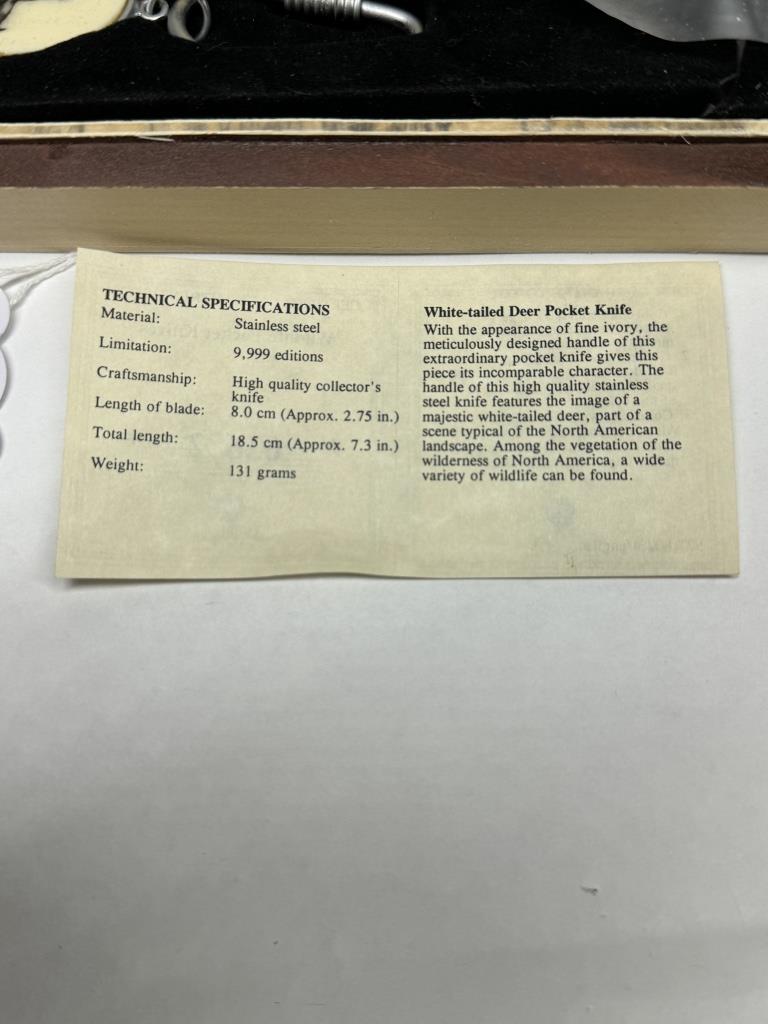 TECHNICAL SPECIFICATIONS
Material: Stainless steel
Limitation: 9,999 editions
Craftsmanship: High quality collector's
knife
Length of blade: 8.0 cm (Approx. 2.75 in.)
Total length: 18.5 cm (Approx. 7.3 in.)
Weight: 131 grams
White-tailed Deer Pocket Knife
With the appearance of fine ivory, the
meticulously designed handle of this
extraordinary pocket knife gives this
piece its incomparable character. The
handle of this high quality stainless
steel knife features the image of a
majestic white-tailed deer, part of a
scene typical of the North American
landscape. Among the vegetation of the
wilderness of North America, a wide
variety of wildlife can be found.